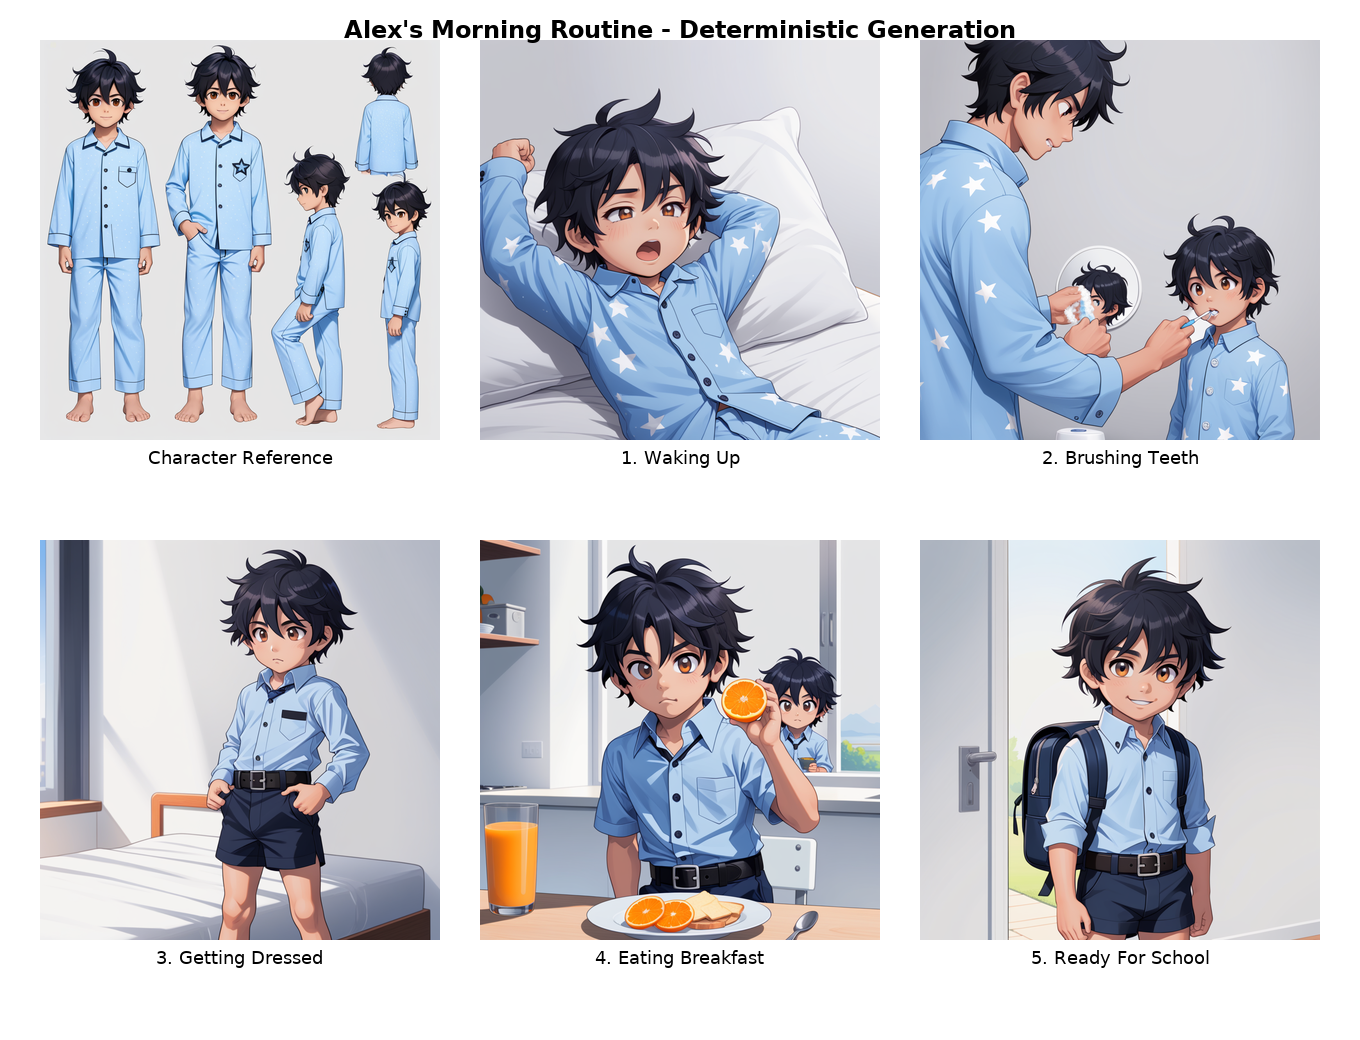 Alex's Morning Routine - Deterministic Generation
Character Reference
1. Waking Up
2. Brushing Teeth
3. Getting Dressed
4. Eating Breakfast
5. Ready For School